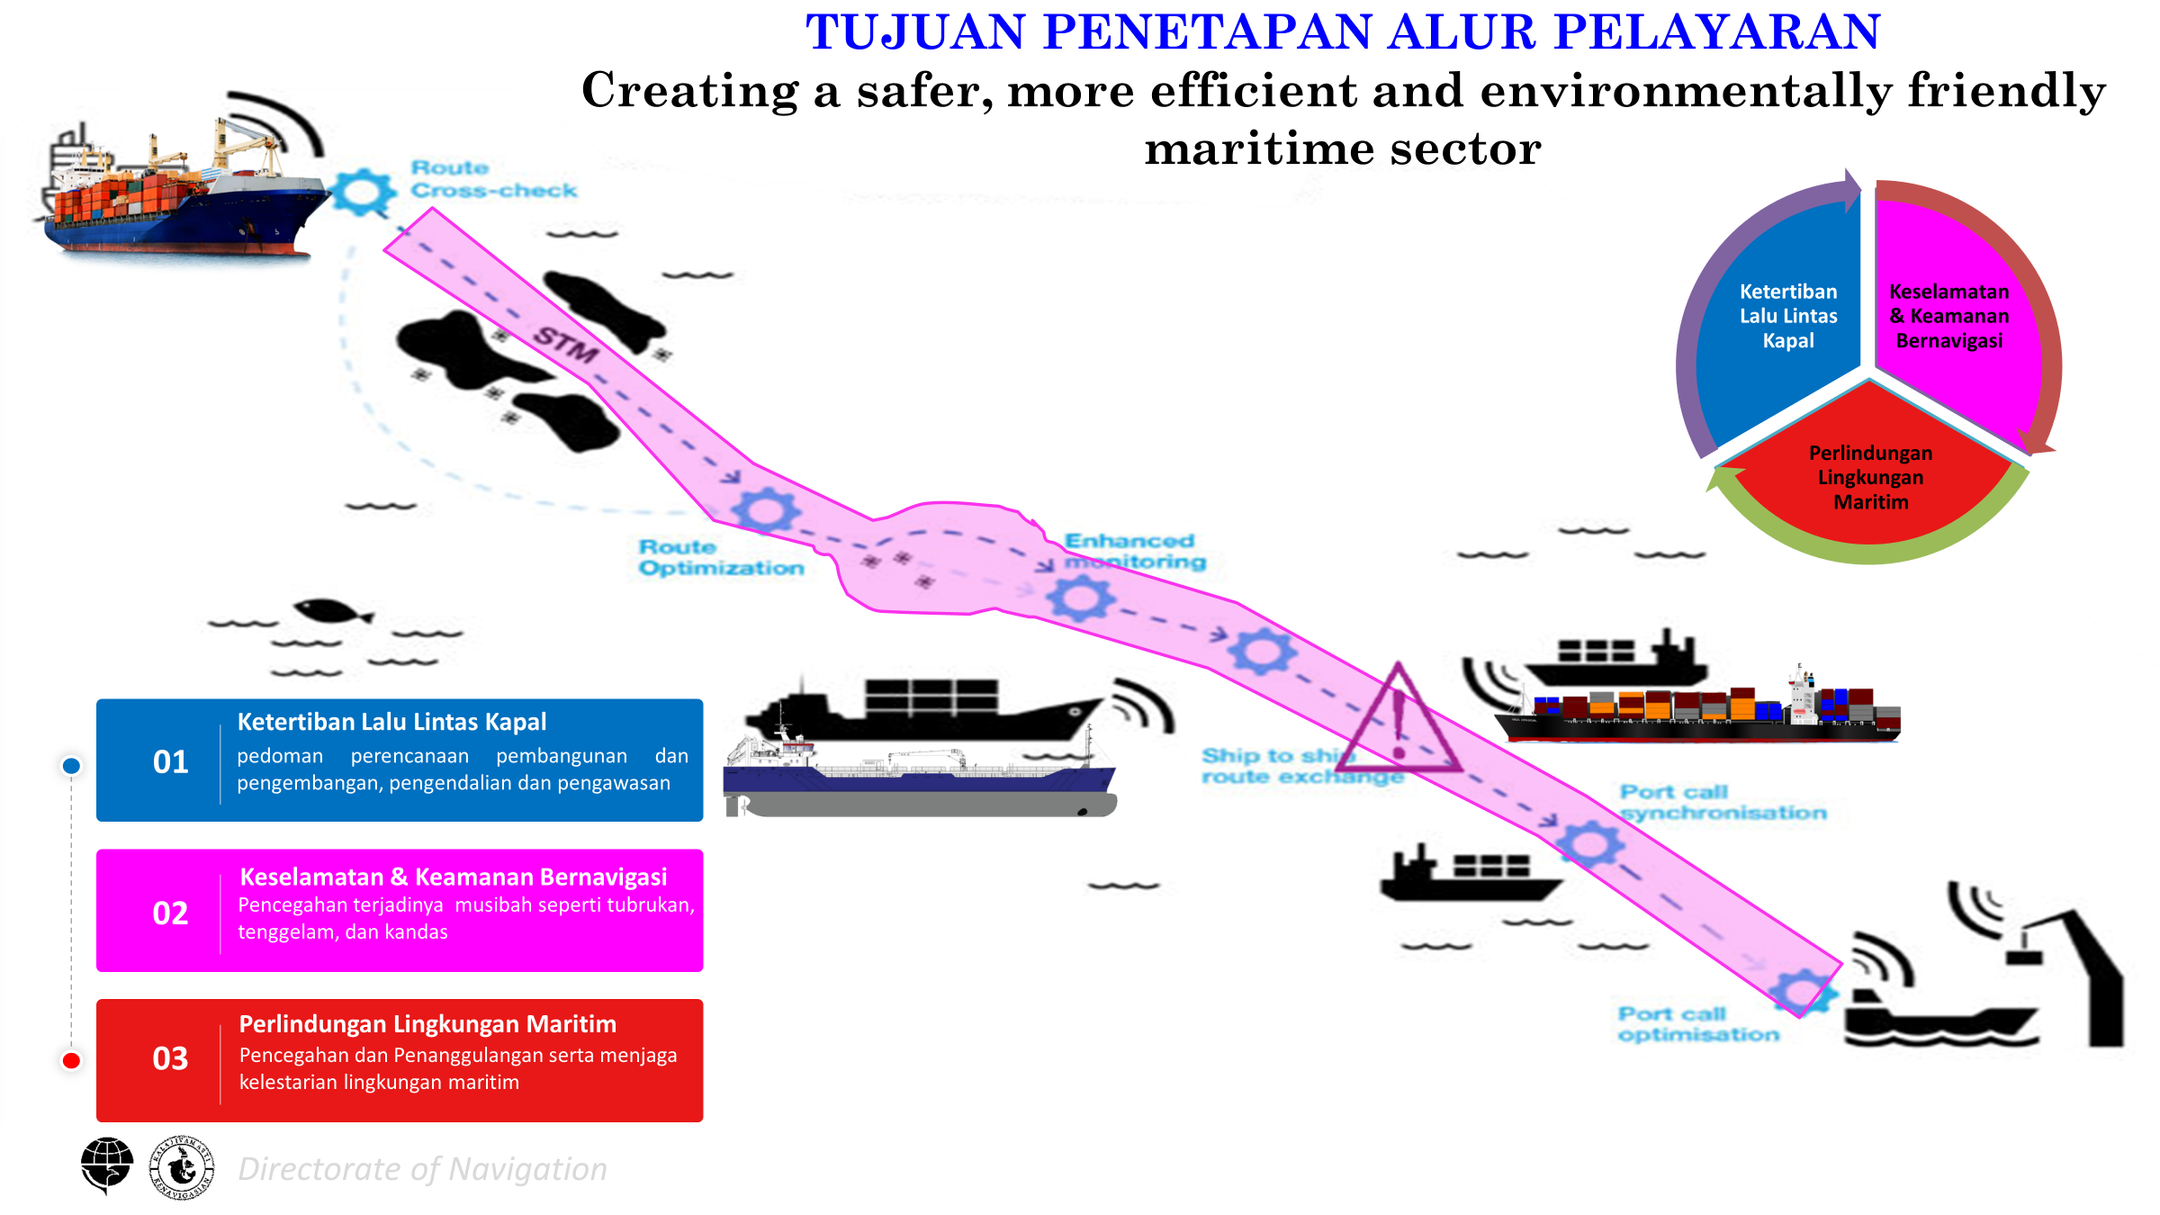 TUJUAN PENETAPAN ALUR PELAYARAN
Creating a safer, more efficient and environmentally friendly
maritime sector
Route
Cross-check
STM
Route
Optimization
Enhanced
monitoring
Ship to ship
route exchange
Port call
synchronisation
Port call
optimisation
Ketertiban
Lalu Lintas
Kapal
Keselamatan
& Keamanan
Bernavigasi
Perlindungan
Lingkungan
Maritim
01
Ketertiban Lalu Lintas Kapal
pedoman perencanaan pembangunan dan
pengembangan, pengendalian dan pengawasan
02
Keselamatan & Keamanan Bernavigasi
Pencegahan terjadinya musibah seperti tubrukan,
tenggelam, dan kandas
03
Perlindungan Lingkungan Maritim
Pencegahan dan Penanggulangan serta menjaga
kelestarian lingkungan maritim
KENAVIGASIAN
Directorate of Navigation